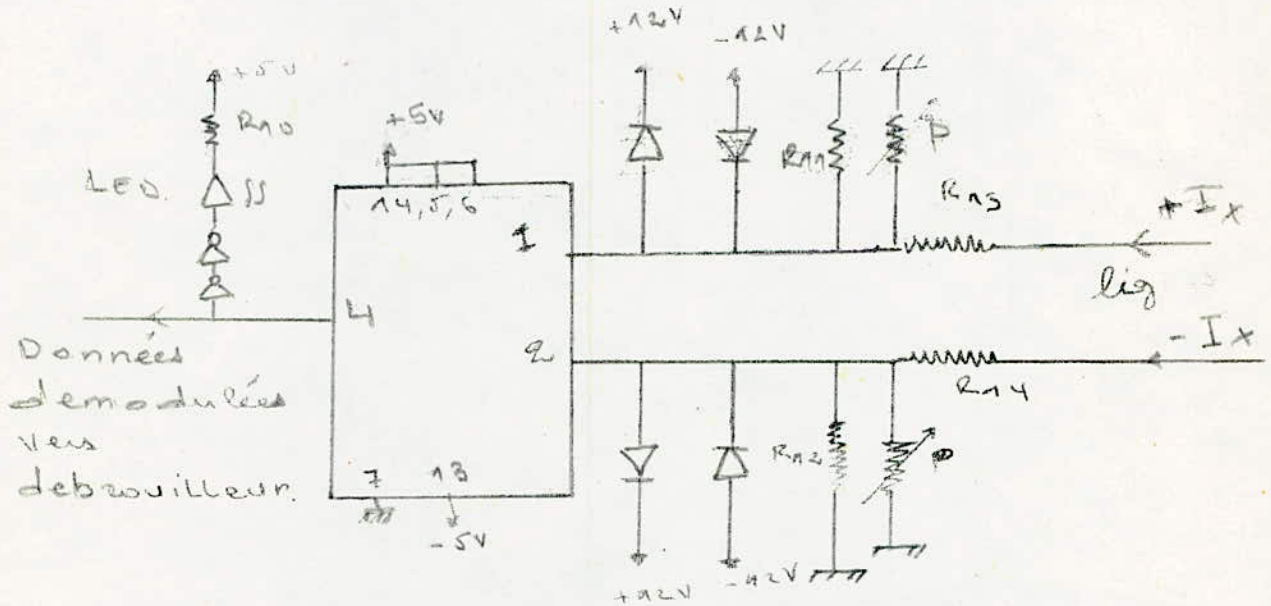 +12V
-12V
+5V
R10
LED.
+5V
14, 5, 6
R11
P
R13
+Ix
lig
1
4
2
-Ix
R14
Données
démodulées
vers
debrouilleur.
7
13
-5V
R12
P
+12V
-12V